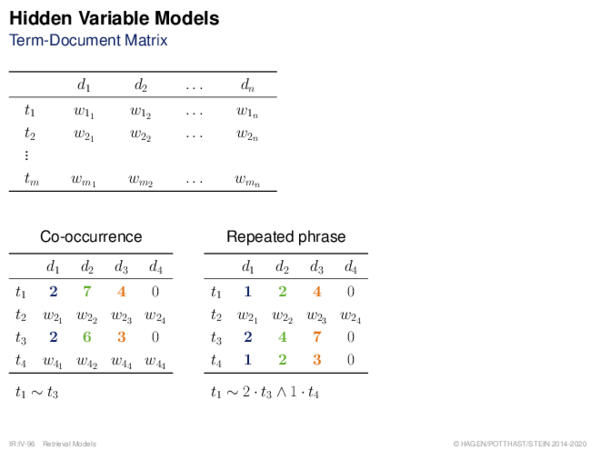 Hidden Variable Models
Term-Document Matrix
d₁ d₂ … dₙ
t₁ w₁₁ w₁₂ … w₁ₙ
t₂ w₂₁ w₂₂ … w₂ₙ
⋮
tₘ wₘ₁ wₘ₂ … wₘₙ
Co-occurrence
d₁ d₂ d₃ d₄
t₁ 2 7 4 0
t₂ w₂₁ w₂₂ w₂₃ w₂₄
t₃ 2 6 3 0
t₄ w₄₁ w₄₂ w₄₄ w₄₄
t₁ ∼ t₃
Repeated phrase
d₁ d₂ d₃ d₄
t₁ 1 2 4 0
t₂ w₂₁ w₂₂ w₂₃ w₂₄
t₃ 2 4 7 0
t₄ 1 2 3 0
t₁ ∼ 2 · t₃ ∧ 1 · t₄
IR:IV-96 Retrieval Models
© HAGEN/POTTHAST/STEIN 2014-2020